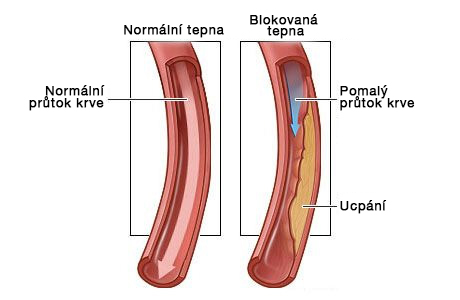 Normální tepna
Blokovaná
tepna
Normální
průtok krve
Pomalý
průtok krve
Ucpání